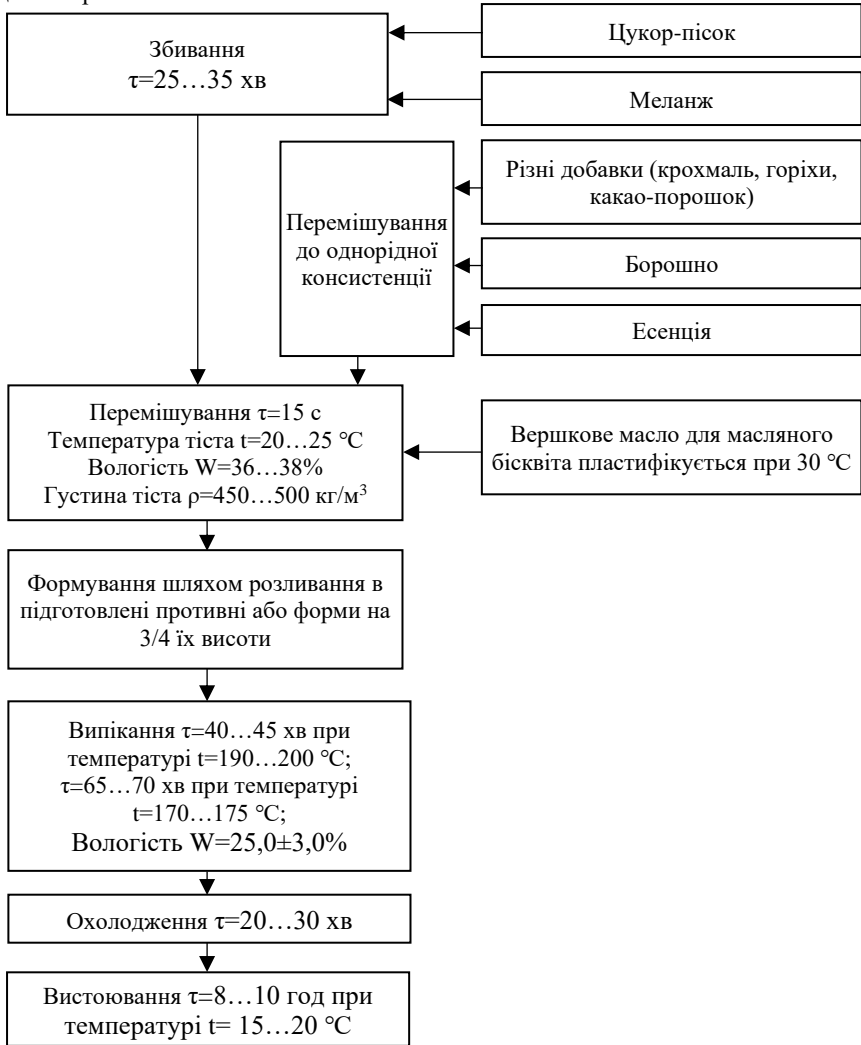 Збивання
τ=25…35 хв
Цукор-пісок
Меланж
Перемішування
до однорідної
консистенції
Різні добавки (крохмаль, горіхи,
какао-порошок)
Борошно
Есенція
Перемішування τ=15 с
Температура тіста t=20…25 °С
Вологість W=36…38%
Густина тіста ρ=450…500 кг/м³
Вершкове масло для масляного
бісквіта пластифікується при 30 °С
Формування шляхом розливання в
підготовлені противні або форми на
3/4 їх висоти
Випікання τ=40…45 хв при
температурі t=190…200 °С;
τ=65…70 хв при температурі
t=170…175 °С;
Вологість W=25,0±3,0%
Охолодження τ=20…30 хв
Вистоювання τ=8…10 год при
температурі t= 15…20 °С